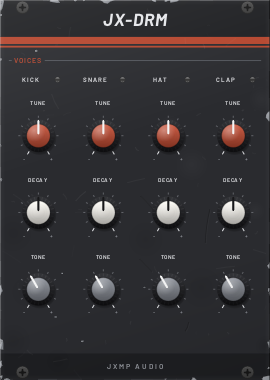 JX-DRM
VOICES
KICK SNARE HAT CLAP
TUNE TUNE TUNE TUNE
DECAY DECAY DECAY DECAY
TONE TONE TONE TONE
JXMP AUDIO